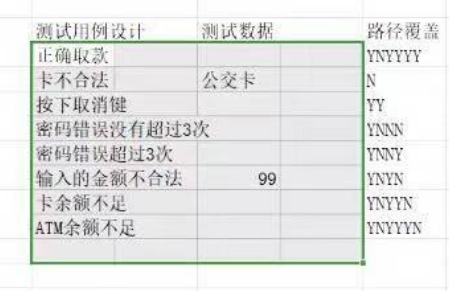 测试用例设计 测试数据 路径覆盖
正确取款 YNYYYY
卡不合法 公交卡 N
按下取消键 YY
密码错误没有超过3次 YNNN
密码错误超过3次 YNNY
输入的金额不合法 99 YNYN
卡余额不足 YNYYN
ATM余额不足 YNYYYN